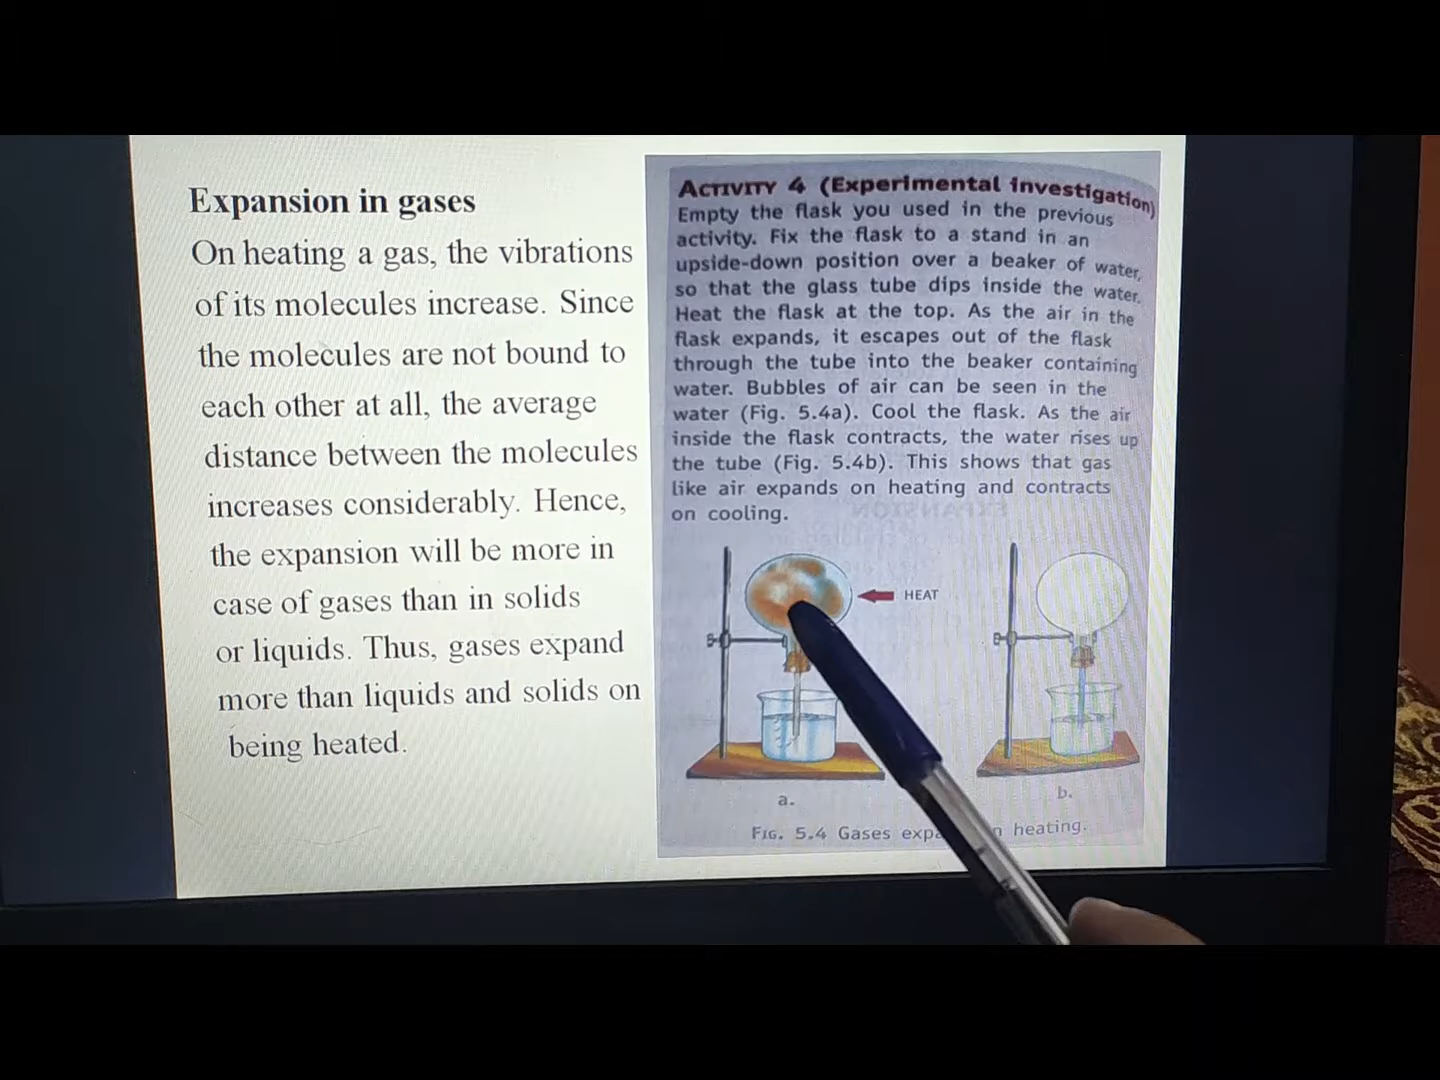 Expansion in gases
On heating a gas, the vibrations
of its molecules increase. Since
the molecules are not bound to
each other at all, the average
distance between the molecules
increases considerably. Hence,
the expansion will be more in
case of gases than in solids
or liquids. Thus, gases expand
more than liquids and solids on
being heated.
ACTIVITY 4 (Experimental investigation)
Empty the flask you used in the previous
activity. Fix the flask to a stand in an
upside-down position over a beaker of water,
so that the glass tube dips inside the water.
Heat the flask at the top. As the air in the
flask expands, it escapes out of the flask
through the tube into the beaker containing
water. Bubbles of air can be seen in the
water (Fig. 5.4a). Cool the flask. As the air
inside the flask contracts, the water rises up
the tube (Fig. 5.4b). This shows that gas
like air expands on heating and contracts
on cooling.
HEAT
a.
b.
FIG. 5.4 Gases heating.